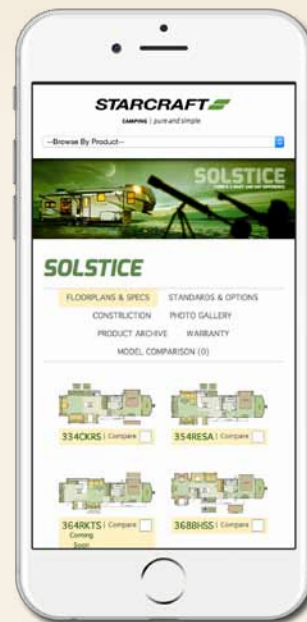 STARCRAFT
CAMPING | pure and simple
--Browse By Product--
SOLSTICE
SOLSTICE
FLOORPLANS & SPECS STANDARDS & OPTIONS
CONSTRUCTION PHOTO GALLERY
PRODUCT ARCHIVE WARRANTY
MODEL COMPARISON (0)
334CKRS | Compare 354RESA | Compare
364RKTS | Compare 368BHSS | Compare
Coming
Soon